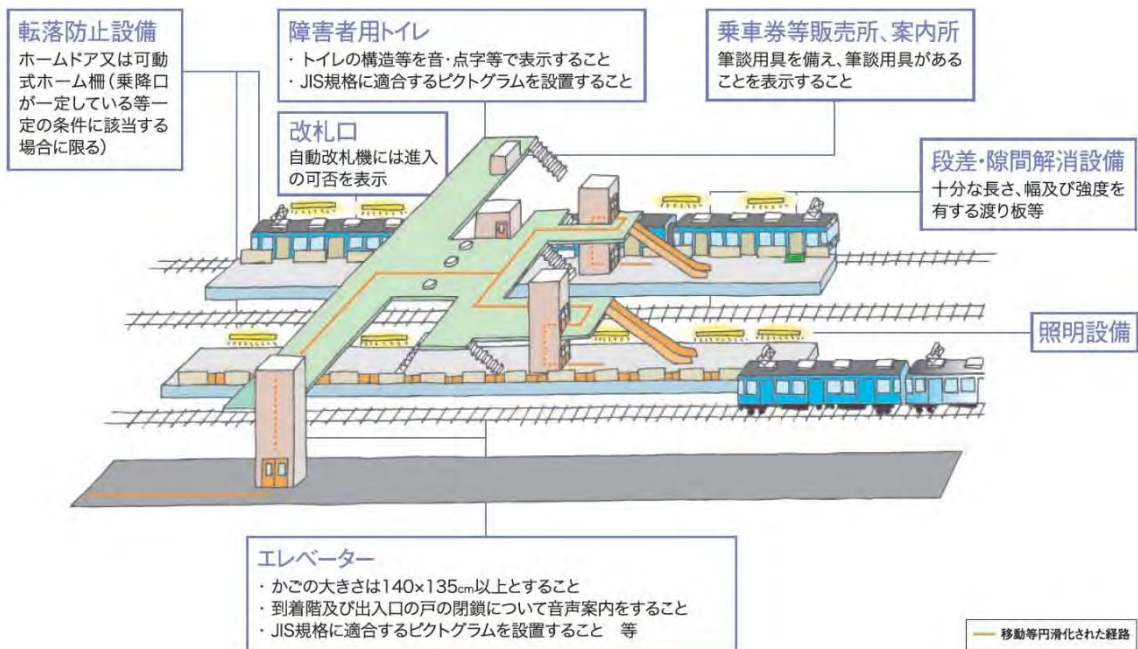 転落防止設備
ホームドア又は可動
式ホーム柵(乗降口
が一定している等一
定の条件に該当する
場合に限る)
障害者用トイレ
・トイレの構造等を音・点字等で表示すること
・JIS規格に適合するピクトグラムを設置すること
乗車券等販売所、案内所
筆談用具を備え、筆談用具がある
ことを表示すること
改札口
自動改札機には進入
の可否を表示
段差・隙間解消設備
十分な長さ、幅及び強度を
有する渡り板等
照明設備
エレベーター
・かごの大きさは140×135cm以上とすること
・到着階及び出入口の戸の閉鎖について音声案内をすること
・JIS規格に適合するピクトグラムを設置すること 等
移動等円滑化された経路